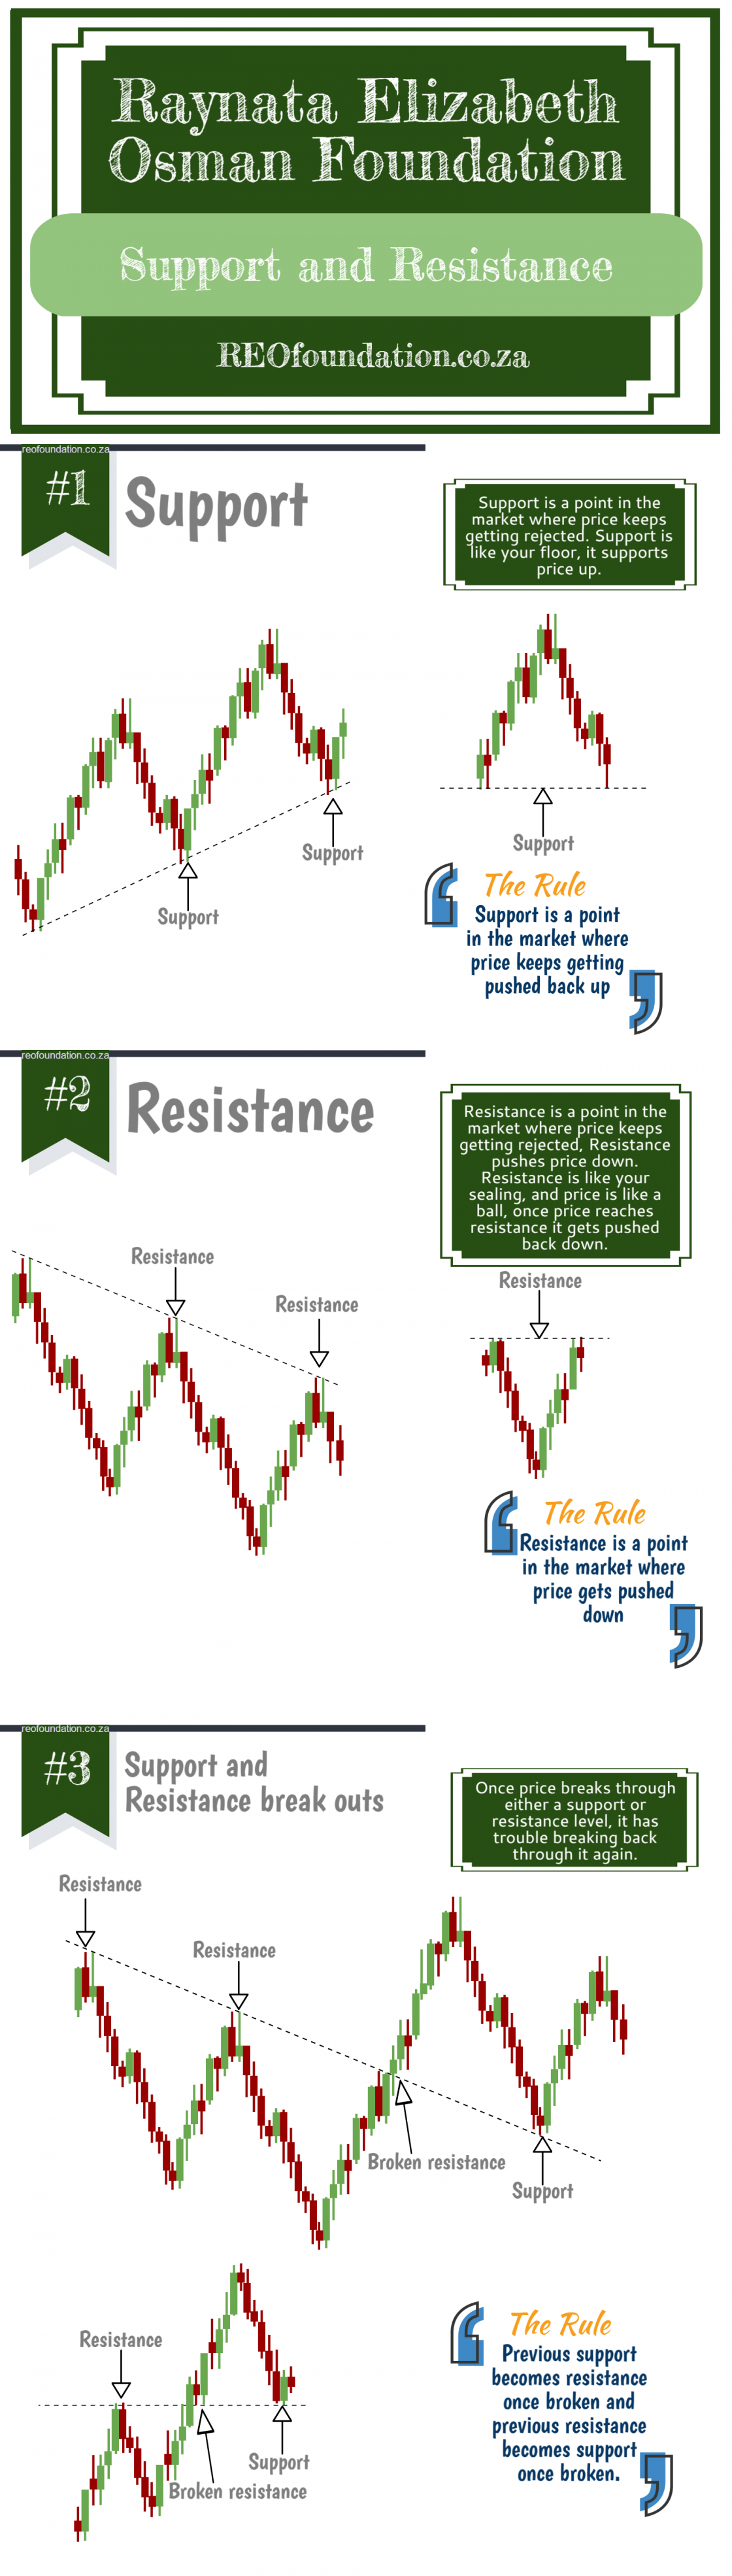 Raynata Elizabeth
Osman Foundation
Support and Resistance
REOfoundation.co.za
reofoundation.co.za
#1
Support
Support is a point in the
market where price keeps
getting rejected. Support is
like your floor, it supports
price up.
Support
Support
Support
The Rule
Support is a point
in the market where
price keeps getting
pushed back up
reofoundation.co.za
#2
Resistance
Resistance is a point in the
market where price keeps
getting rejected, Resistance
pushes price down.
Resistance is like your
sealing, and price is like a
ball, once price reaches
resistance it gets pushed
back down.
Resistance
Resistance
Resistance
The Rule
Resistance is a point
in the market where
price gets pushed
down
reofoundation.co.za
#3
Support and
Resistance break outs
Once price breaks through
either a support or
resistance level, it has
trouble breaking back
through it again.
Resistance
Resistance
Broken resistance
Support
Resistance
Support
Broken resistance
The Rule
Previous support
becomes resistance
once broken and
previous resistance
becomes support
once broken.